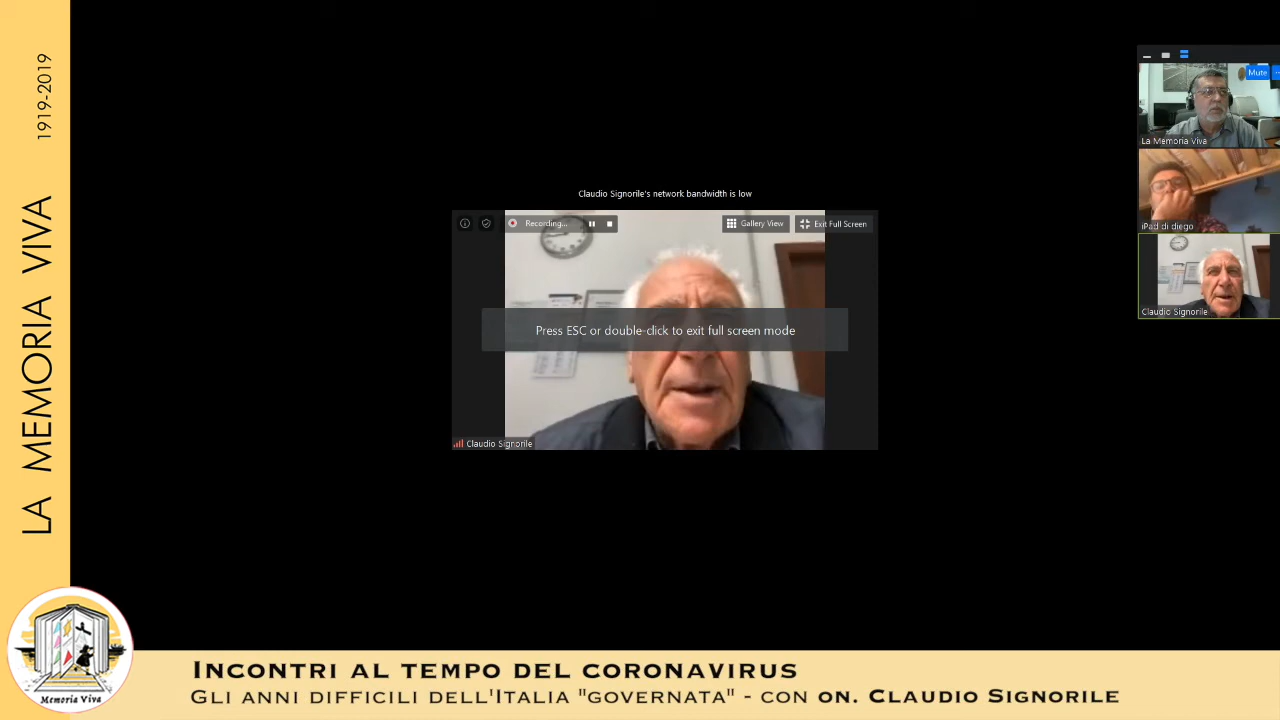 LA MEMORIA VIVA 1919-2019
Mute
La Memoria Viva
iPad di diego
Claudio Signorile
Claudio Signorile's network bandwidth is low
Recording...
Gallery View
Exit Full Screen
Press ESC or double-click to exit full screen mode
Claudio Signorile
Memoria Viva
INCONTRI AL TEMPO DEL CORONAVIRUS
GLI ANNI DIFFICILI DELL'ITALIA "GOVERNATA" - CON ON. CLAUDIO SIGNORILE